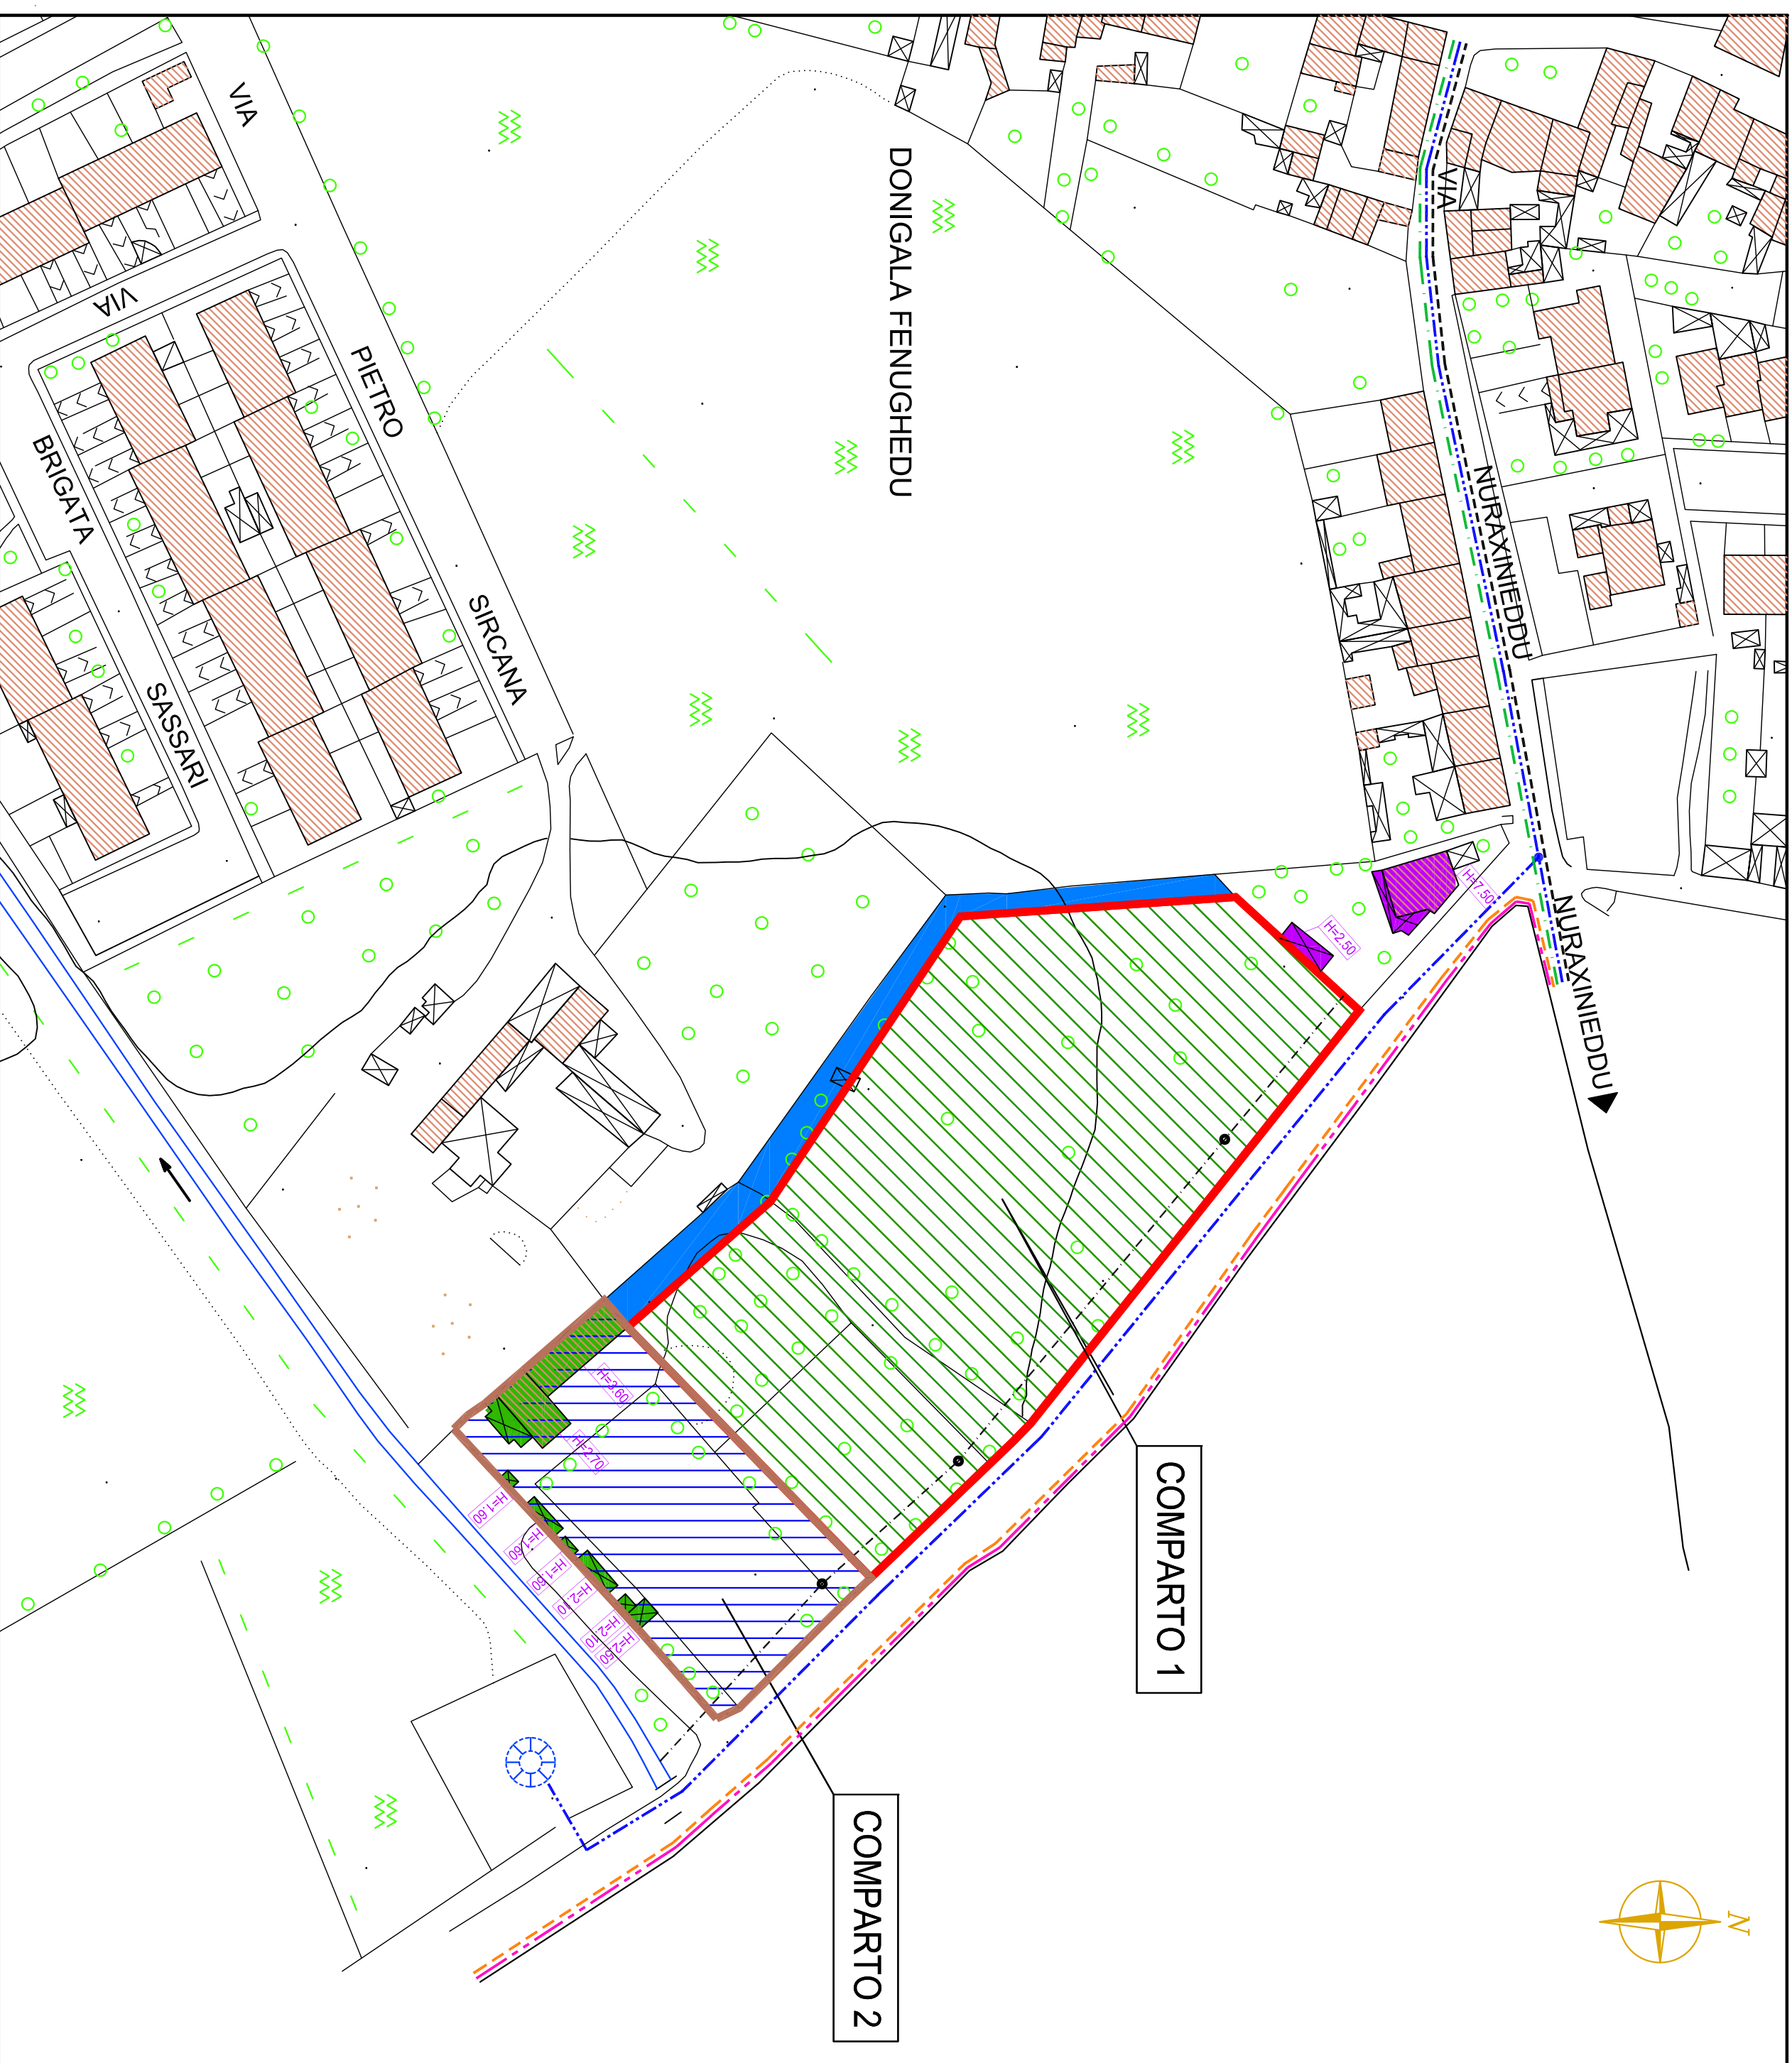 VIA
PIETRO
SIRCANA
VIA
BRIGATA
SASSARI
DONIGALA FENUGHEDU
VIA
NURAXINIEDDU
NURAXINIEDDU
H=7.50
H=2.50
H=3.60
H=2.70
H=1.60
H=1.60
H=1.60
H=2.10
H=2.10
H=2.50
COMPARTO 1
COMPARTO 2
N